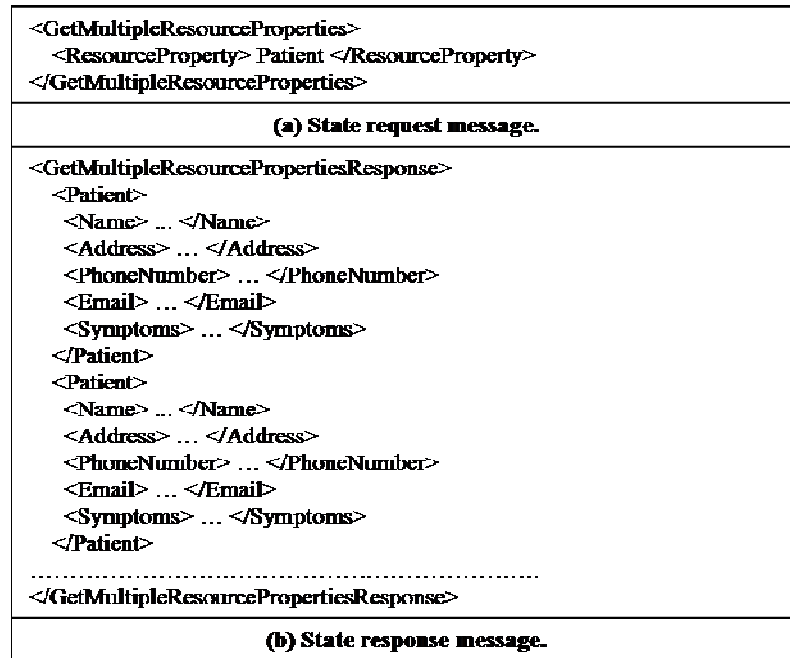 <GetMultipleResourceProperties>
<ResourceProperty> Patient </ResourceProperty>
</GetMultipleResourceProperties>
(a) State request message.
<GetMultipleResourcePropertiesResponse>
<Patient>
<Name> ... </Name>
<Address> ... </Address>
<PhoneNumber> ... </PhoneNumber>
<Email> ... </Email>
<Symptoms> ... </Symptoms>
</Patient>
<Patient>
<Name> ... </Name>
<Address> ... </Address>
<PhoneNumber> ... </PhoneNumber>
<Email> ... </Email>
<Symptoms> ... </Symptoms>
</Patient>
................................................................
</GetMultipleResourcePropertiesResponse>
(b) State response message.